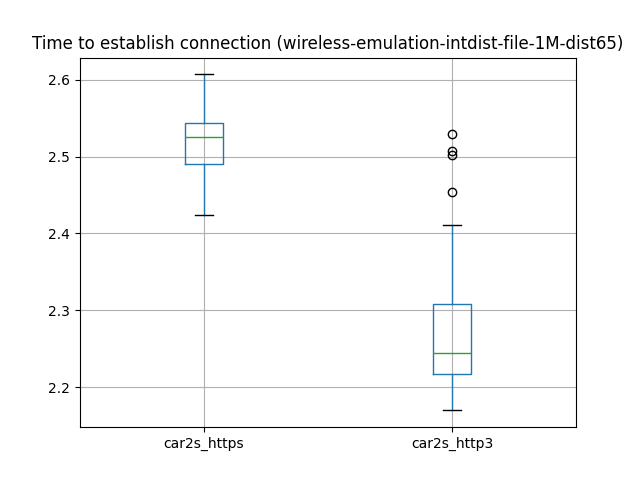 Time to establish connection (wireless-emulation-intdist-file-1M-dist65)
2.6
2.5
2.4
2.3
2.2
car2s_https
car2s_http3